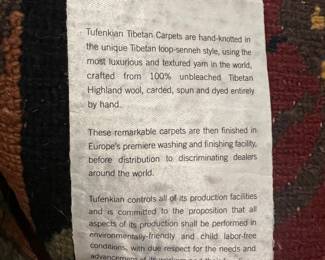 Tufenkian Tibetan Carpets are hand-knotted in
the unique Tibetan loop-senneh style, using the
most luxurious and textured yarn in the world,
crafted from 100% unbleached Tibetan
Highland wool, carded, spun and dyed entirely
by hand.
These remarkable carpets are then finished in
Europe's premiere washing and finishing facility,
before distribution to discriminating dealers
around the world.
Tufenkian controls all of its production facilities
and is committed to the proposition that all
aspects of its production shall be performed in
environmentally-friendly and child labor-free
conditions, with due respect for the needs and
advancement of